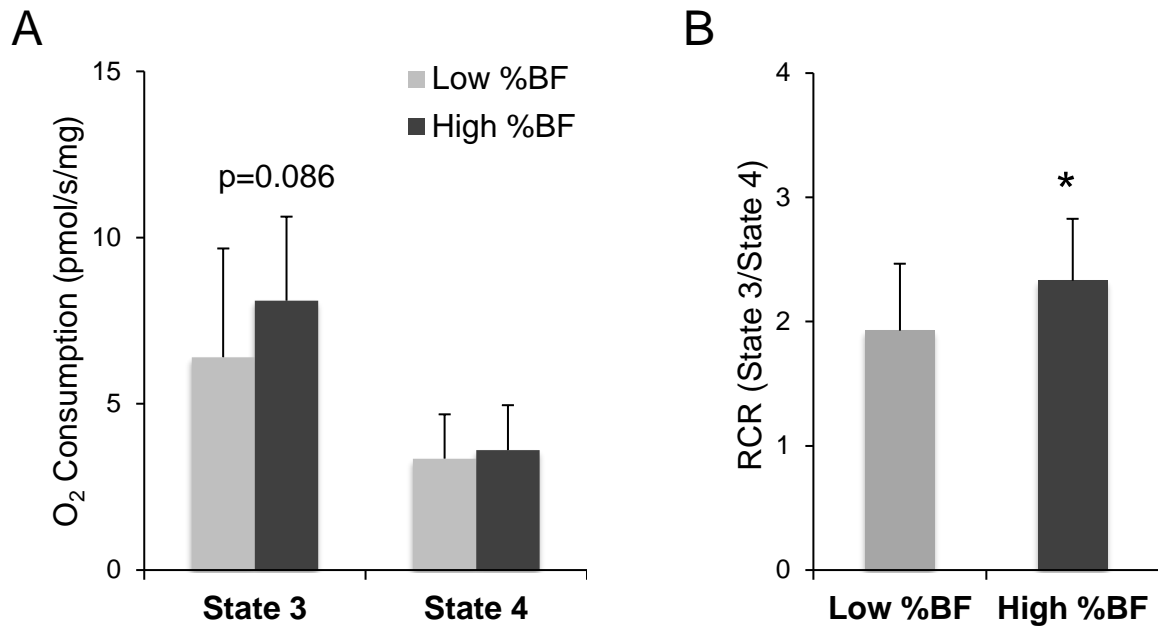 A
O₂ Consumption (pmol/s/mg)
15
10
5
0
Low %BF
High %BF
p=0.086
State 3
State 4
B
RCR (State 3/State 4)
4
3
2
1
0
*
Low %BF
High %BF